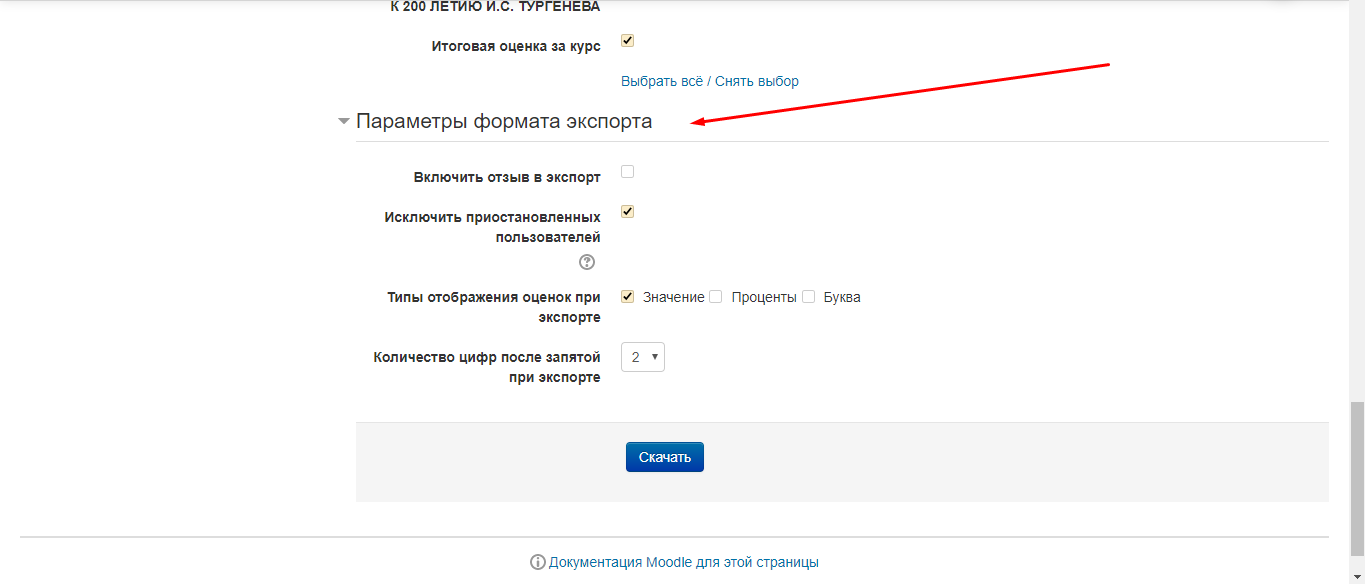 К 200 ЛЕТИЮ И.С. ТУРГЕНЕВА
Итоговая оценка за курс
Выбрать всё / Снять выбор
Параметры формата экспорта
Включить отзыв в экспорт
Исключить приостановленных
пользователей
Типы отображения оценок при
экспорте
Значение Проценты Буква
Количество цифр после запятой
при экспорте
2
Скачать
Документация Moodle для этой страницы